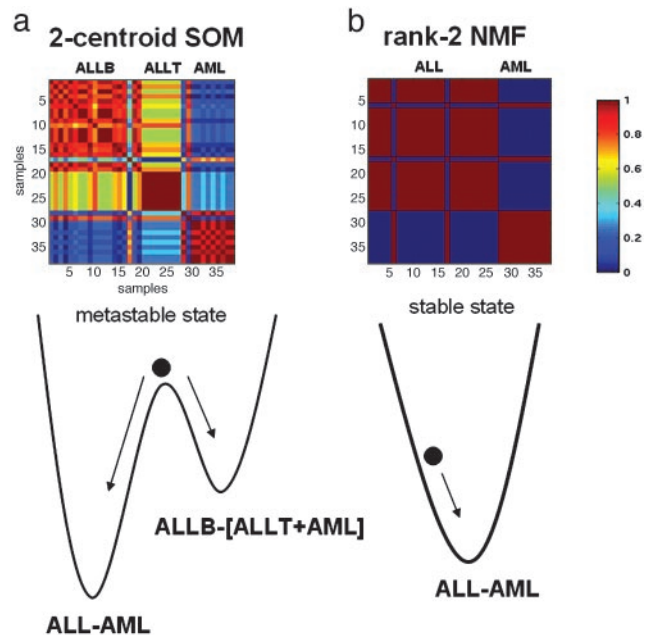 a
2-centroid SOM
ALLB ALLT AML
5
10
15
20
25
30
35
samples
5 10 15 20 25 30 35
samples
metastable state
ALLB-[ALLT+AML]
ALL-AML
b
rank-2 NMF
ALL AML
5
10
15
20
25
30
35
5 10 15 20 25 30 35
1
0.8
0.6
0.4
0.2
0
stable state
ALL-AML